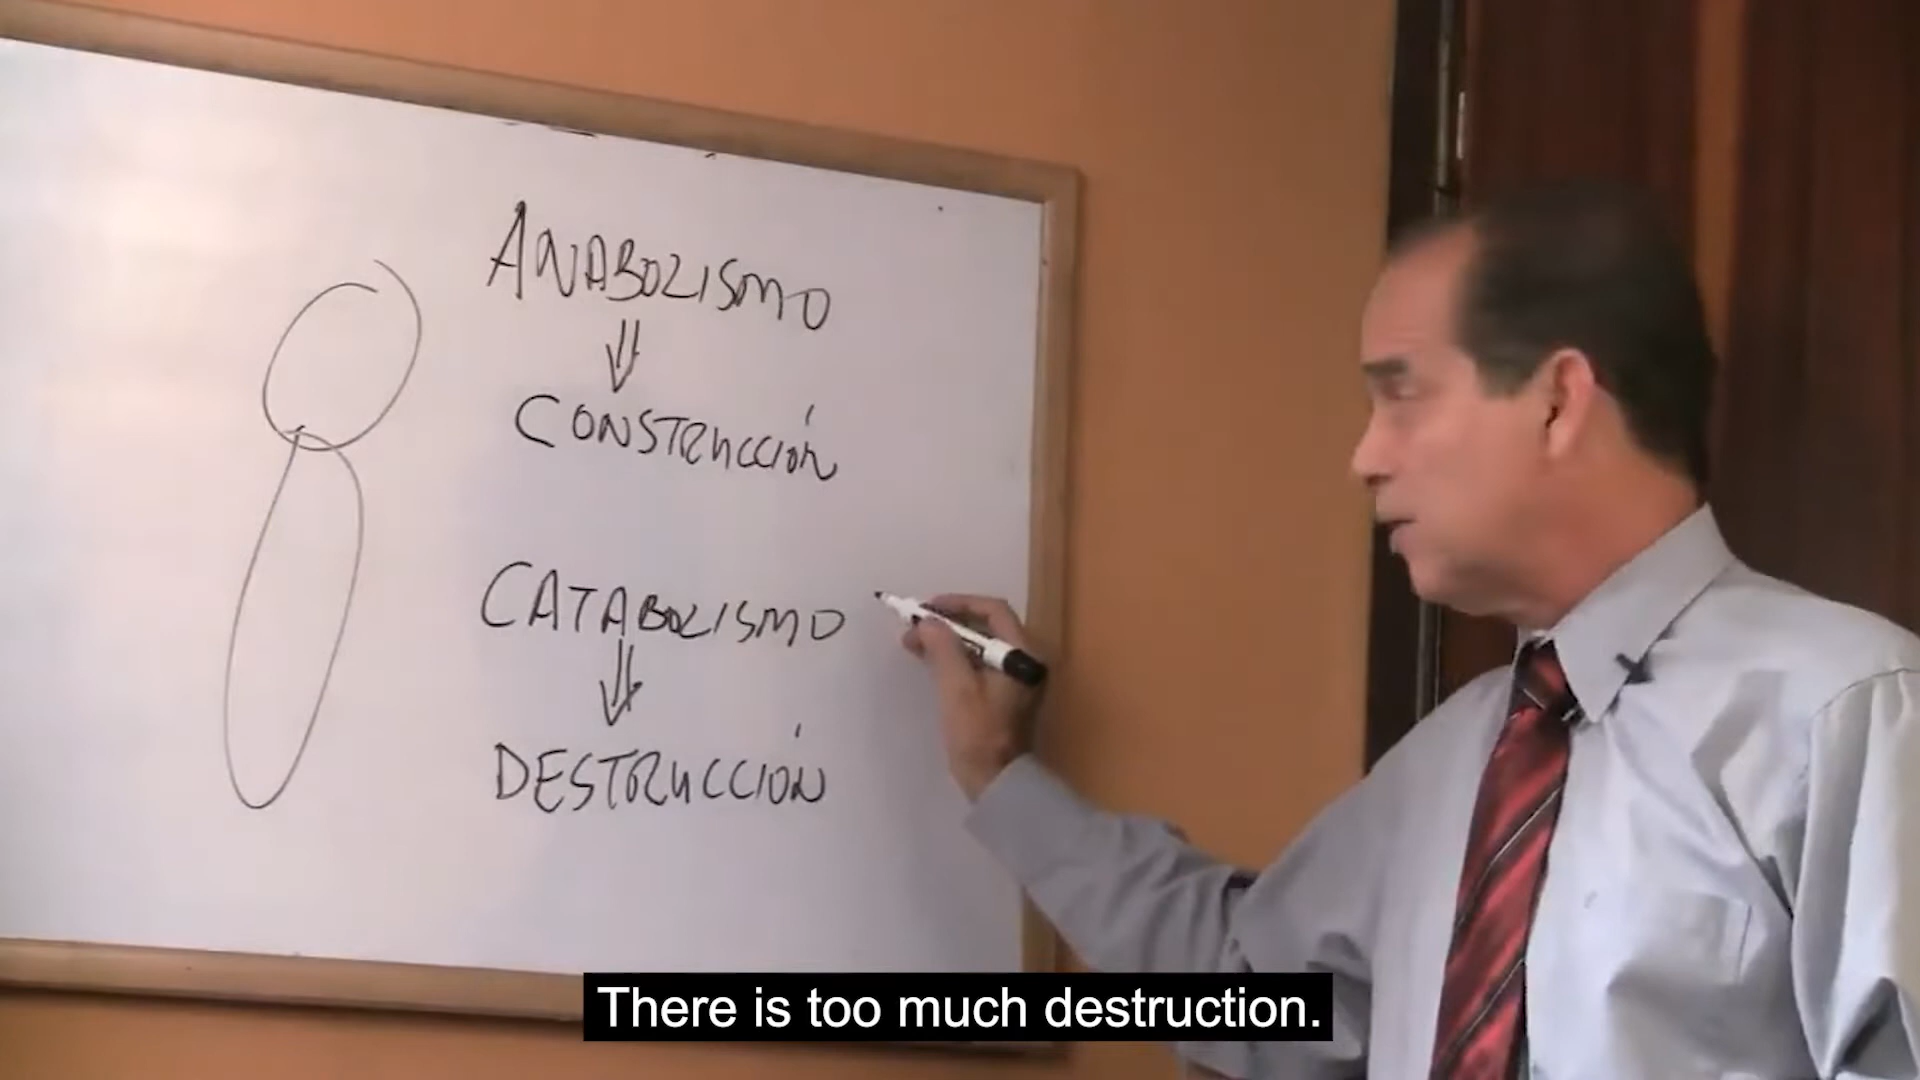 ANABOLISMO
CONSTRUCCIÓN
CATABOLISMO
DESTRUCCIÓN
There is too much destruction.